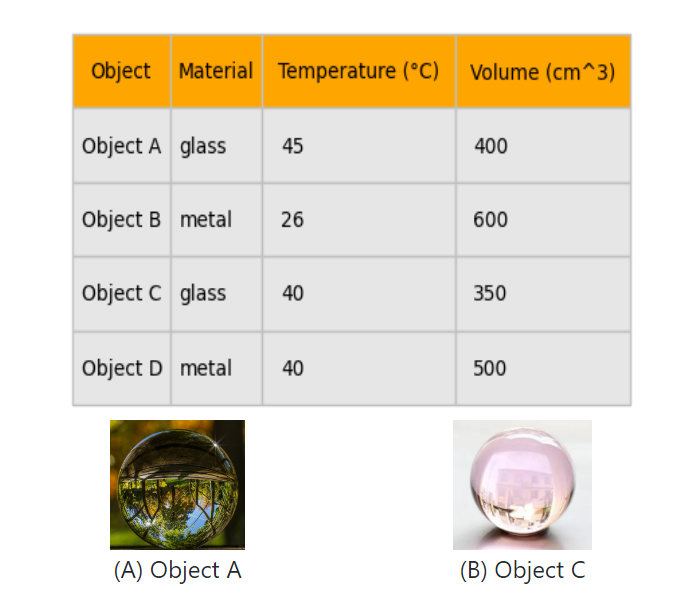 Object Material Temperature (°C) Volume (cm^3)
Object A glass 45 400
Object B metal 26 600
Object C glass 40 350
Object D metal 40 500
(A) Object A (B) Object C